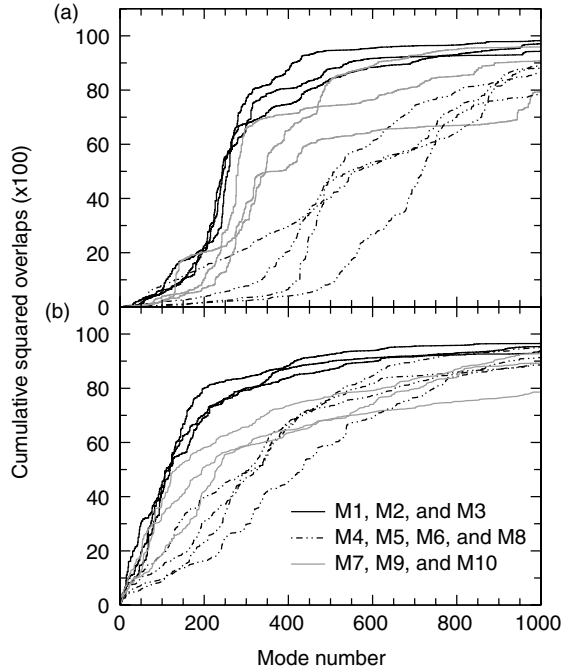 (a)
100
80
60
40
20
0
(b)
100
80
60
40
20
0
Cumulative squared overlaps (x100)
M1, M2, and M3
M4, M5, M6, and M8
M7, M9, and M10
0 200 400 600 800 1000
Mode number